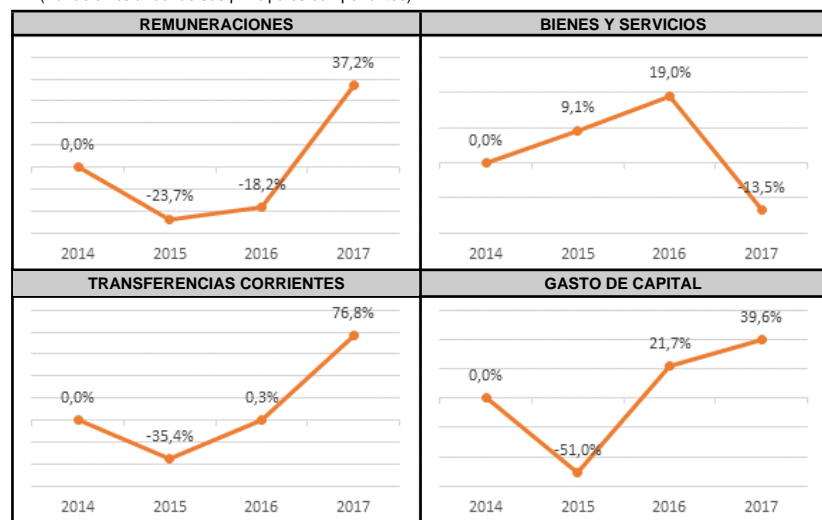 REMUNERACIONES
37,2%
0,0%
-18,2%
-23,7%
2014 2015 2016 2017
BIENES Y SERVICIOS
19,0%
9,1%
0,0%
-13,5%
2014 2015 2016 2017
TRANSFERENCIAS CORRIENTES
76,8%
0,0% 0,3%
-35,4%
2014 2015 2016 2017
GASTO DE CAPITAL
39,6%
21,7%
0,0%
-51,0%
2014 2015 2016 2017